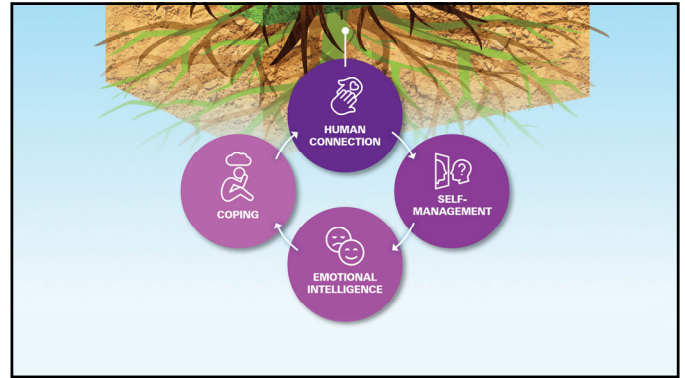 HUMAN
CONNECTION
SELF-
MANAGEMENT
EMOTIONAL
INTELLIGENCE
COPING